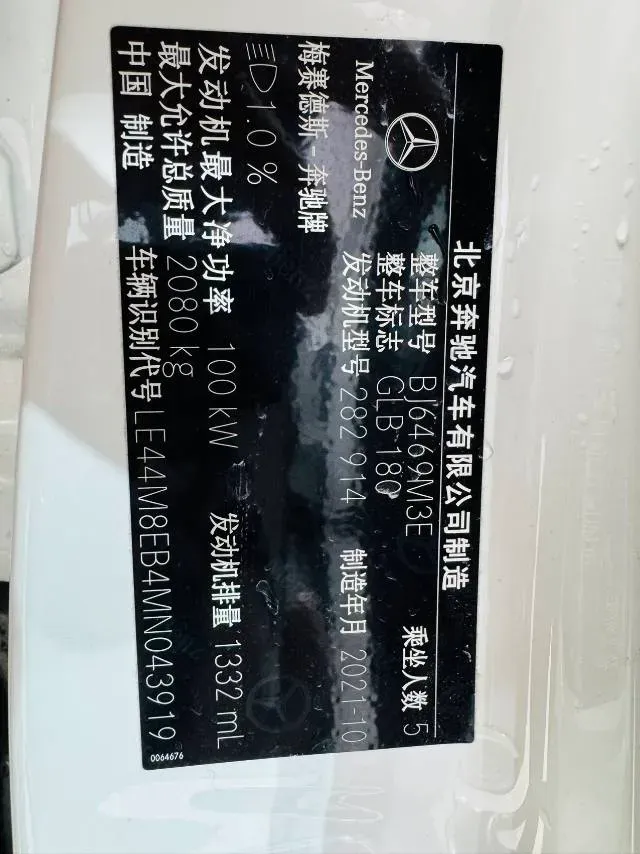 北京奔驰汽车有限公司制造
Mercedes-Benz
梅赛德斯-奔驰牌
整车型号 BJ6469M3E
乘坐人数 5
整车标志 GLB 180
发动机型号 282 914
制造年月 2021-10
1.0 %
发动机最大净功率 100 kW
发动机排量 1332 mL
最大允许总质量 2080 kg
中国 制造
车辆识别代号 LE44M8EB4MN043919
0064676